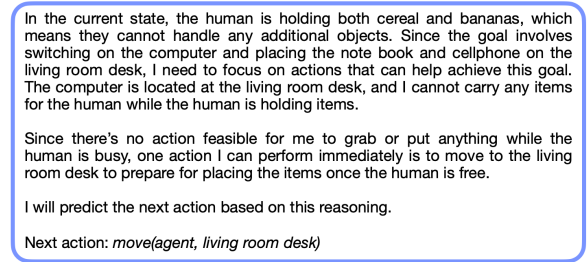 In the current state, the human is holding both cereal and bananas, which
means they cannot handle any additional objects. Since the goal involves
switching on the computer and placing the note book and cellphone on the
living room desk, I need to focus on actions that can help achieve this goal.
The computer is located at the living room desk, and I cannot carry any items
for the human while the human is holding items.
Since there's no action feasible for me to grab or put anything while the
human is busy, one action I can perform immediately is to move to the living
room desk to prepare for placing the items once the human is free.
I will predict the next action based on this reasoning.
Next action: move(agent, living room desk)